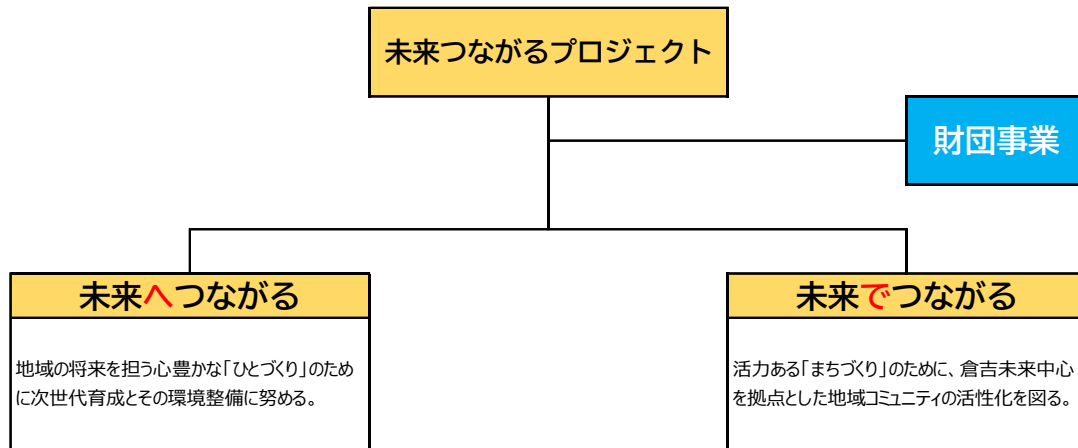 未来つながるプロジェクト
財団事業
未来へつながる
地域の将来を担う心豊かな「ひとづくり」のため
に次世代育成とその環境整備に努める。
未来でつながる
活力ある「まちづくり」のために、倉吉未来中心
を拠点とした地域コミュニティの活性化を図る。